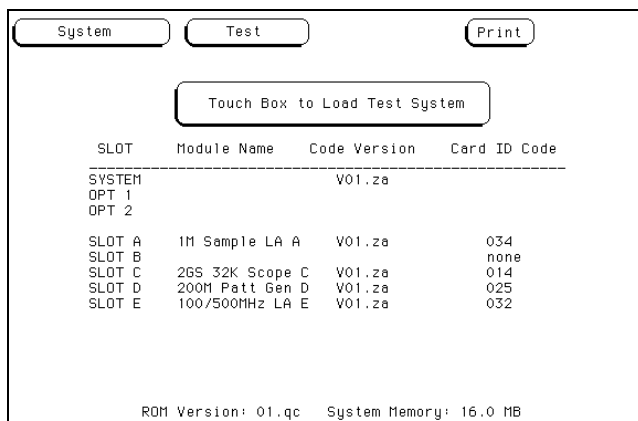 System Test Print
Touch Box to Load Test System
SLOT Module Name Code Version Card ID Code
SYSTEM V01.za
OPT 1
OPT 2
SLOT A 1M Sample LA A V01.za 034
SLOT B none
SLOT C 2GS 32K Scope C V01.za 014
SLOT D 200M Patt Gen D V01.za 025
SLOT E 100/500MHz LA E V01.za 032
ROM Version: 01.qc System Memory: 16.0 MB